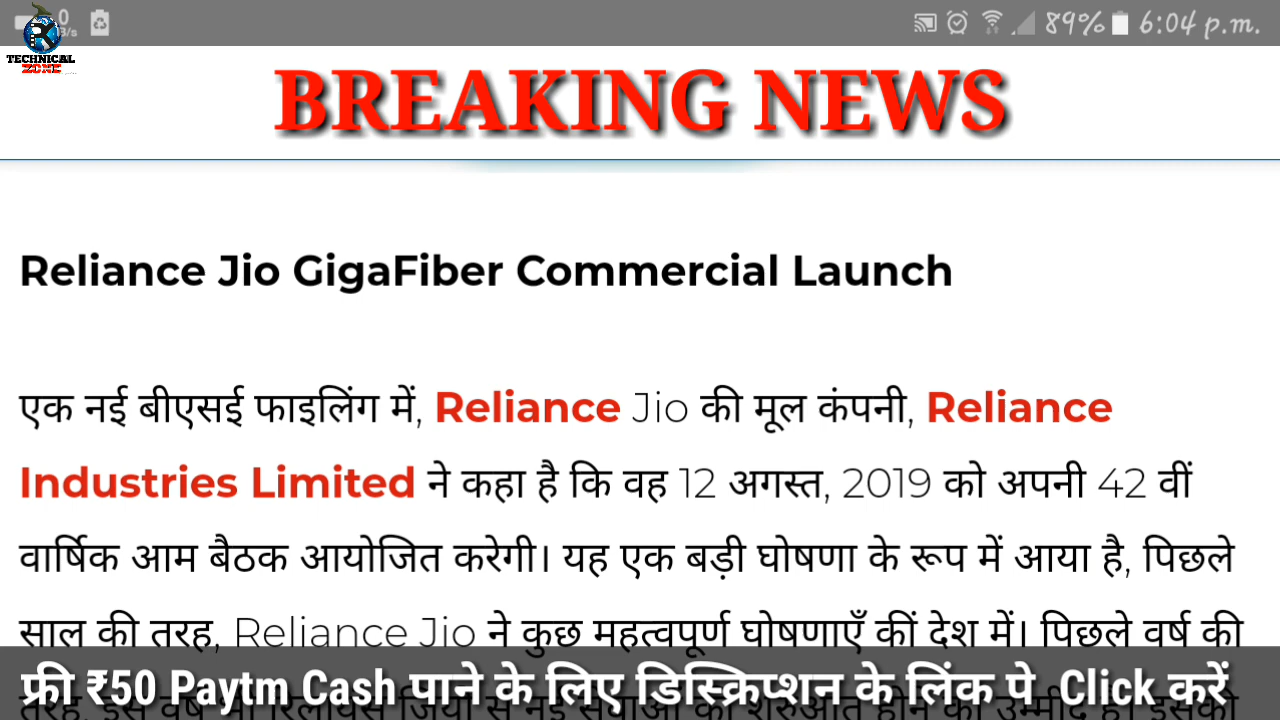 0
B/s
89% 6:04 p.m.
TECHNICAL
ZONE
BREAKING NEWS
Reliance Jio GigaFiber Commercial Launch
एक नई बीएसई फाइलिंग में, Reliance Jio की मूल कंपनी, Reliance
Industries Limited ने कहा है कि वह 12 अगस्त, 2019 को अपनी 42 वीं
वार्षिक आम बैठक आयोजित करेगी। यह एक बड़ी घोषणा के रूप में आया है, पिछले
साल की तरह, Reliance Jio ने कुछ महत्वपूर्ण घोषणाएँ कीं देश में। पिछले वर्ष की
फ्री ₹50 Paytm Cash पाने के लिए डिस्क्रिप्शन के लिंक पे Click करें